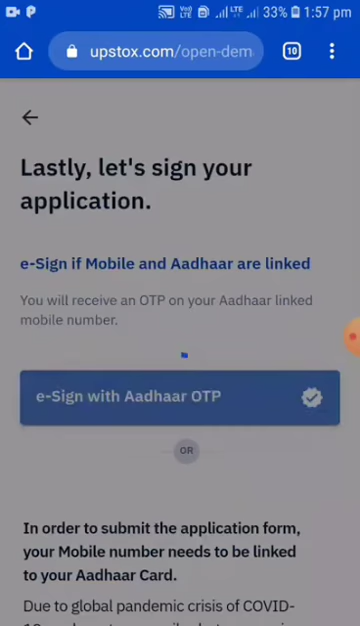 33% 1:57 pm
upstox.com/open-dem
10
Lastly, let's sign your
application.
e-Sign if Mobile and Aadhaar are linked
You will receive an OTP on your Aadhaar linked
mobile number.
e-Sign with Aadhaar OTP
OR
In order to submit the application form,
your Mobile number needs to be linked
to your Aadhaar Card.
Due to global pandemic crisis of COVID-